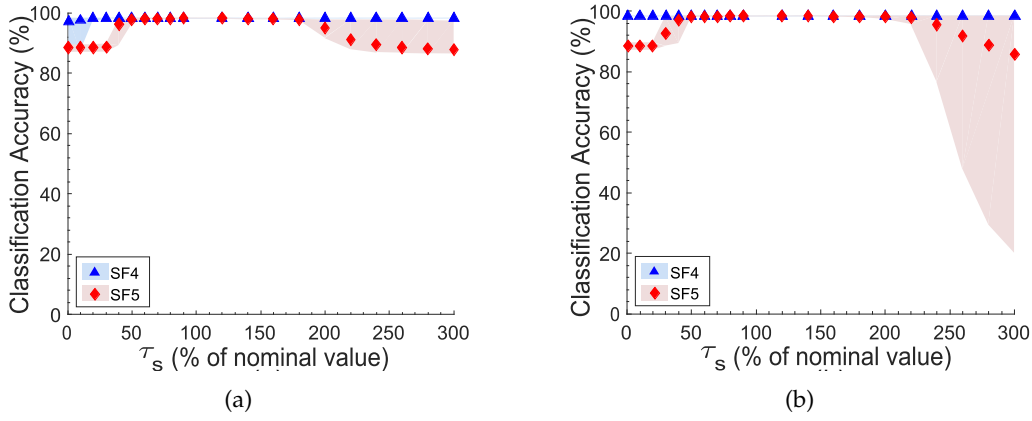 Classification Accuracy (%)
100
80
60
40
20
0
SF4
SF5
0 50 100 150 200 250 300
τs (% of nominal value)
(a)
Classification Accuracy (%)
100
80
60
40
20
0
SF4
SF5
0 50 100 150 200 250 300
τs (% of nominal value)
(b)